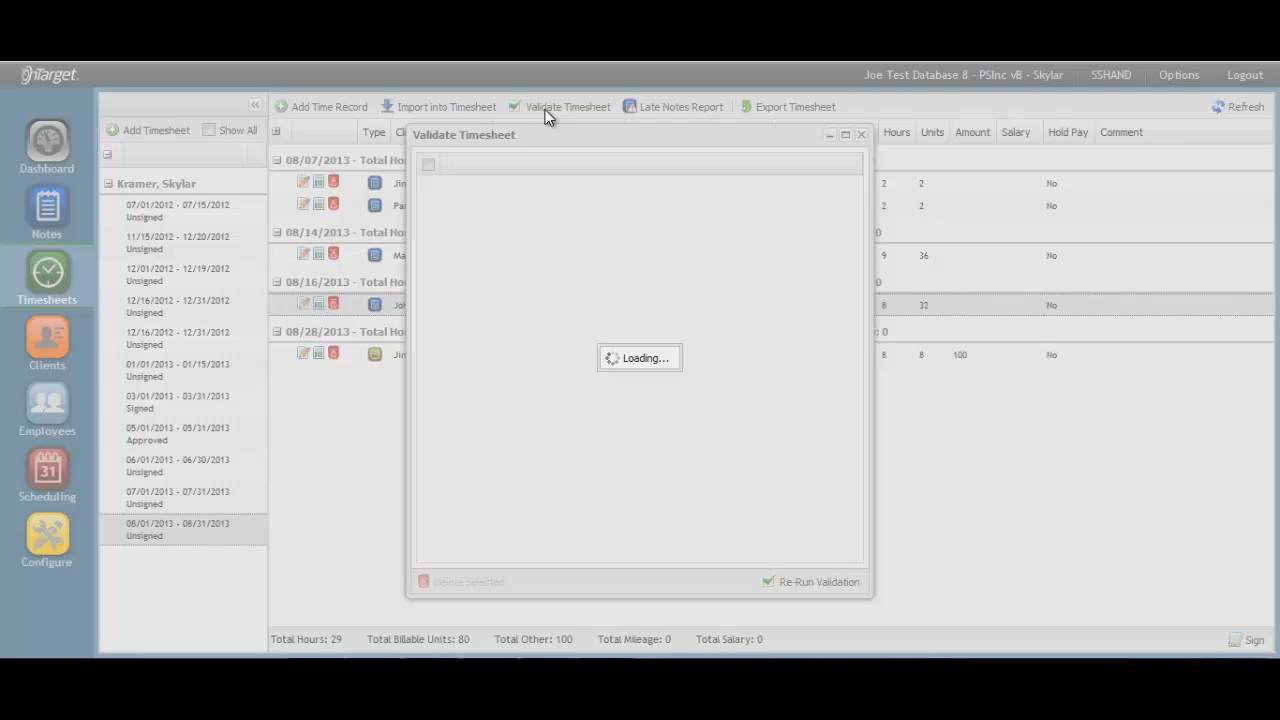 onTarget
Joe Test Database 8 - PSInc vB - Skylar
SSHAND
Options
Logout
Dashboard
Notes
Timesheets
Clients
Employees
31
Scheduling
Configure
Add Timesheet
Show All
Kramer, Skylar
07/01/2012 - 07/15/2012
Unsigned
11/15/2012 - 12/20/2012
Unsigned
12/01/2012 - 12/19/2012
Unsigned
12/16/2012 - 12/31/2012
Unsigned
12/16/2012 - 12/31/2012
Unsigned
01/01/2013 - 01/15/2013
Unsigned
03/01/2013 - 03/31/2013
Signed
05/01/2013 - 05/31/2013
Approved
06/01/2013 - 06/30/2013
Unsigned
07/01/2013 - 07/31/2013
Unsigned
08/01/2013 - 08/31/2013
Unsigned
Add Time Record
Import into Timesheet
Validate Timesheet
Late Notes Report
Export Timesheet
Refresh
Type
Hours
Units
Amount
Salary
Hold Pay
Comment
08/07/2013 - Total Ho
2
2
No
2
2
No
08/14/2013 - Total Ho
0
9
36
No
08/16/2013 - Total Ho
0
8
32
No
08/28/2013 - Total Ho
e: 0
8
8
100
No
Validate Timesheet
Loading...
Delete Selected
Re-Run Validation
Total Hours: 29
Total Billable Units: 80
Total Other: 100
Total Mileage: 0
Total Salary: 0
Sign